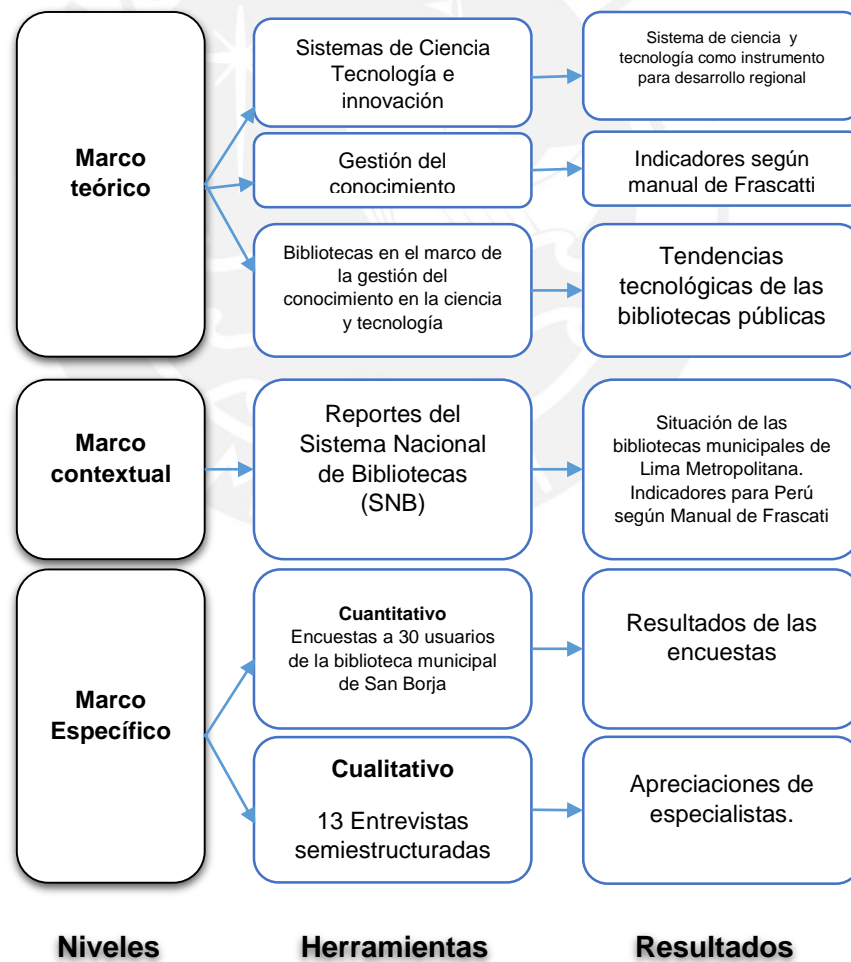 Marco
teórico
Sistemas de Ciencia
Tecnología e
innovación
Sistema de ciencia y
tecnología como instrumento
para desarrollo regional
Gestión del
conocimiento
Indicadores según
manual de Frascatti
Bibliotecas en el marco de
la gestión del
conocimiento en la ciencia
y tecnología
Tendencias
tecnológicas de las
bibliotecas públicas
Marco
contextual
Reportes del
Sistema Nacional
de Bibliotecas
(SNB)
Situación de las
bibliotecas municipales de
Lima Metropolitana.
Indicadores para Perú
según Manual de Frascati
Marco
Específico
Cuantitativo
Encuestas a 30 usuarios
de la biblioteca municipal
de San Borja
Resultados de las
encuestas
Cualitativo
13 Entrevistas
semiestructuradas
Apreciaciones de
especialistas.
Niveles
Herramientas
Resultados